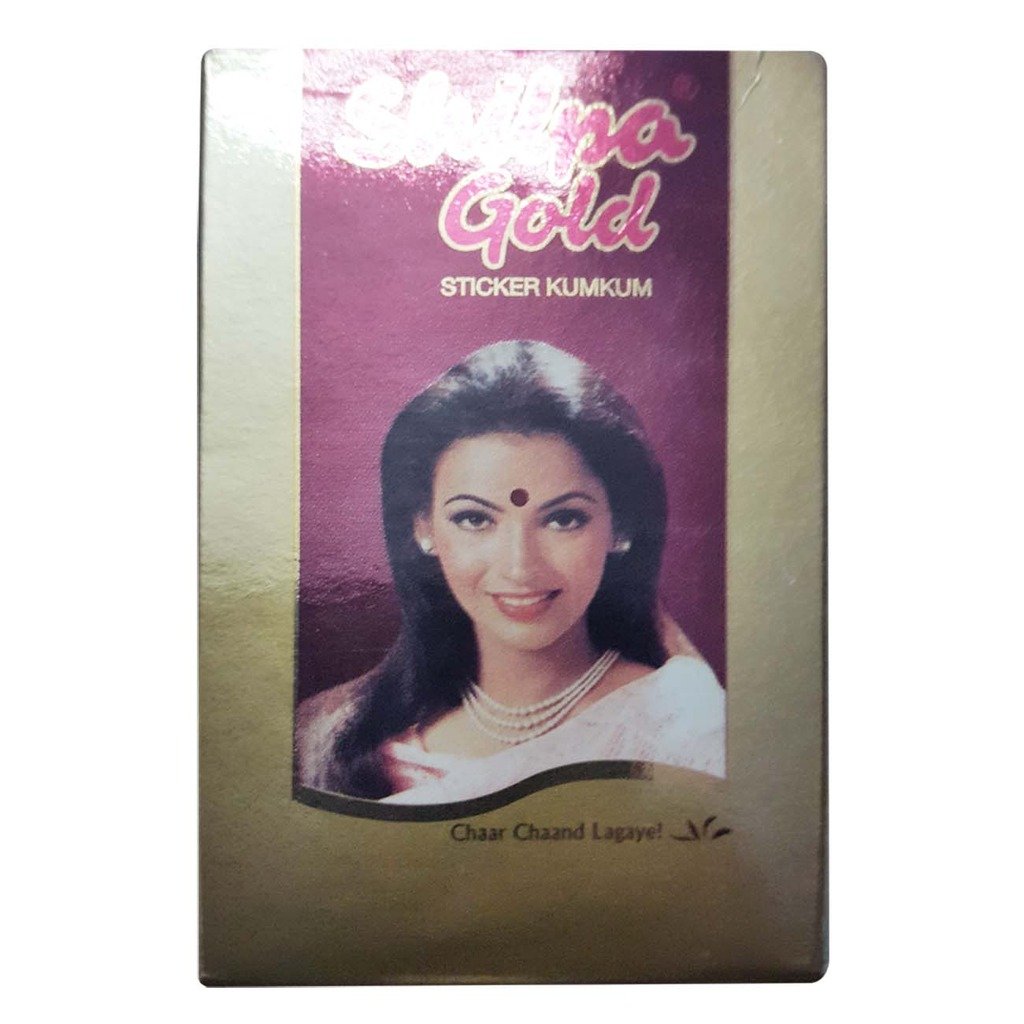 Shilpa®
Gold
STICKER KUMKUM
Chaar Chaand Lagaye!